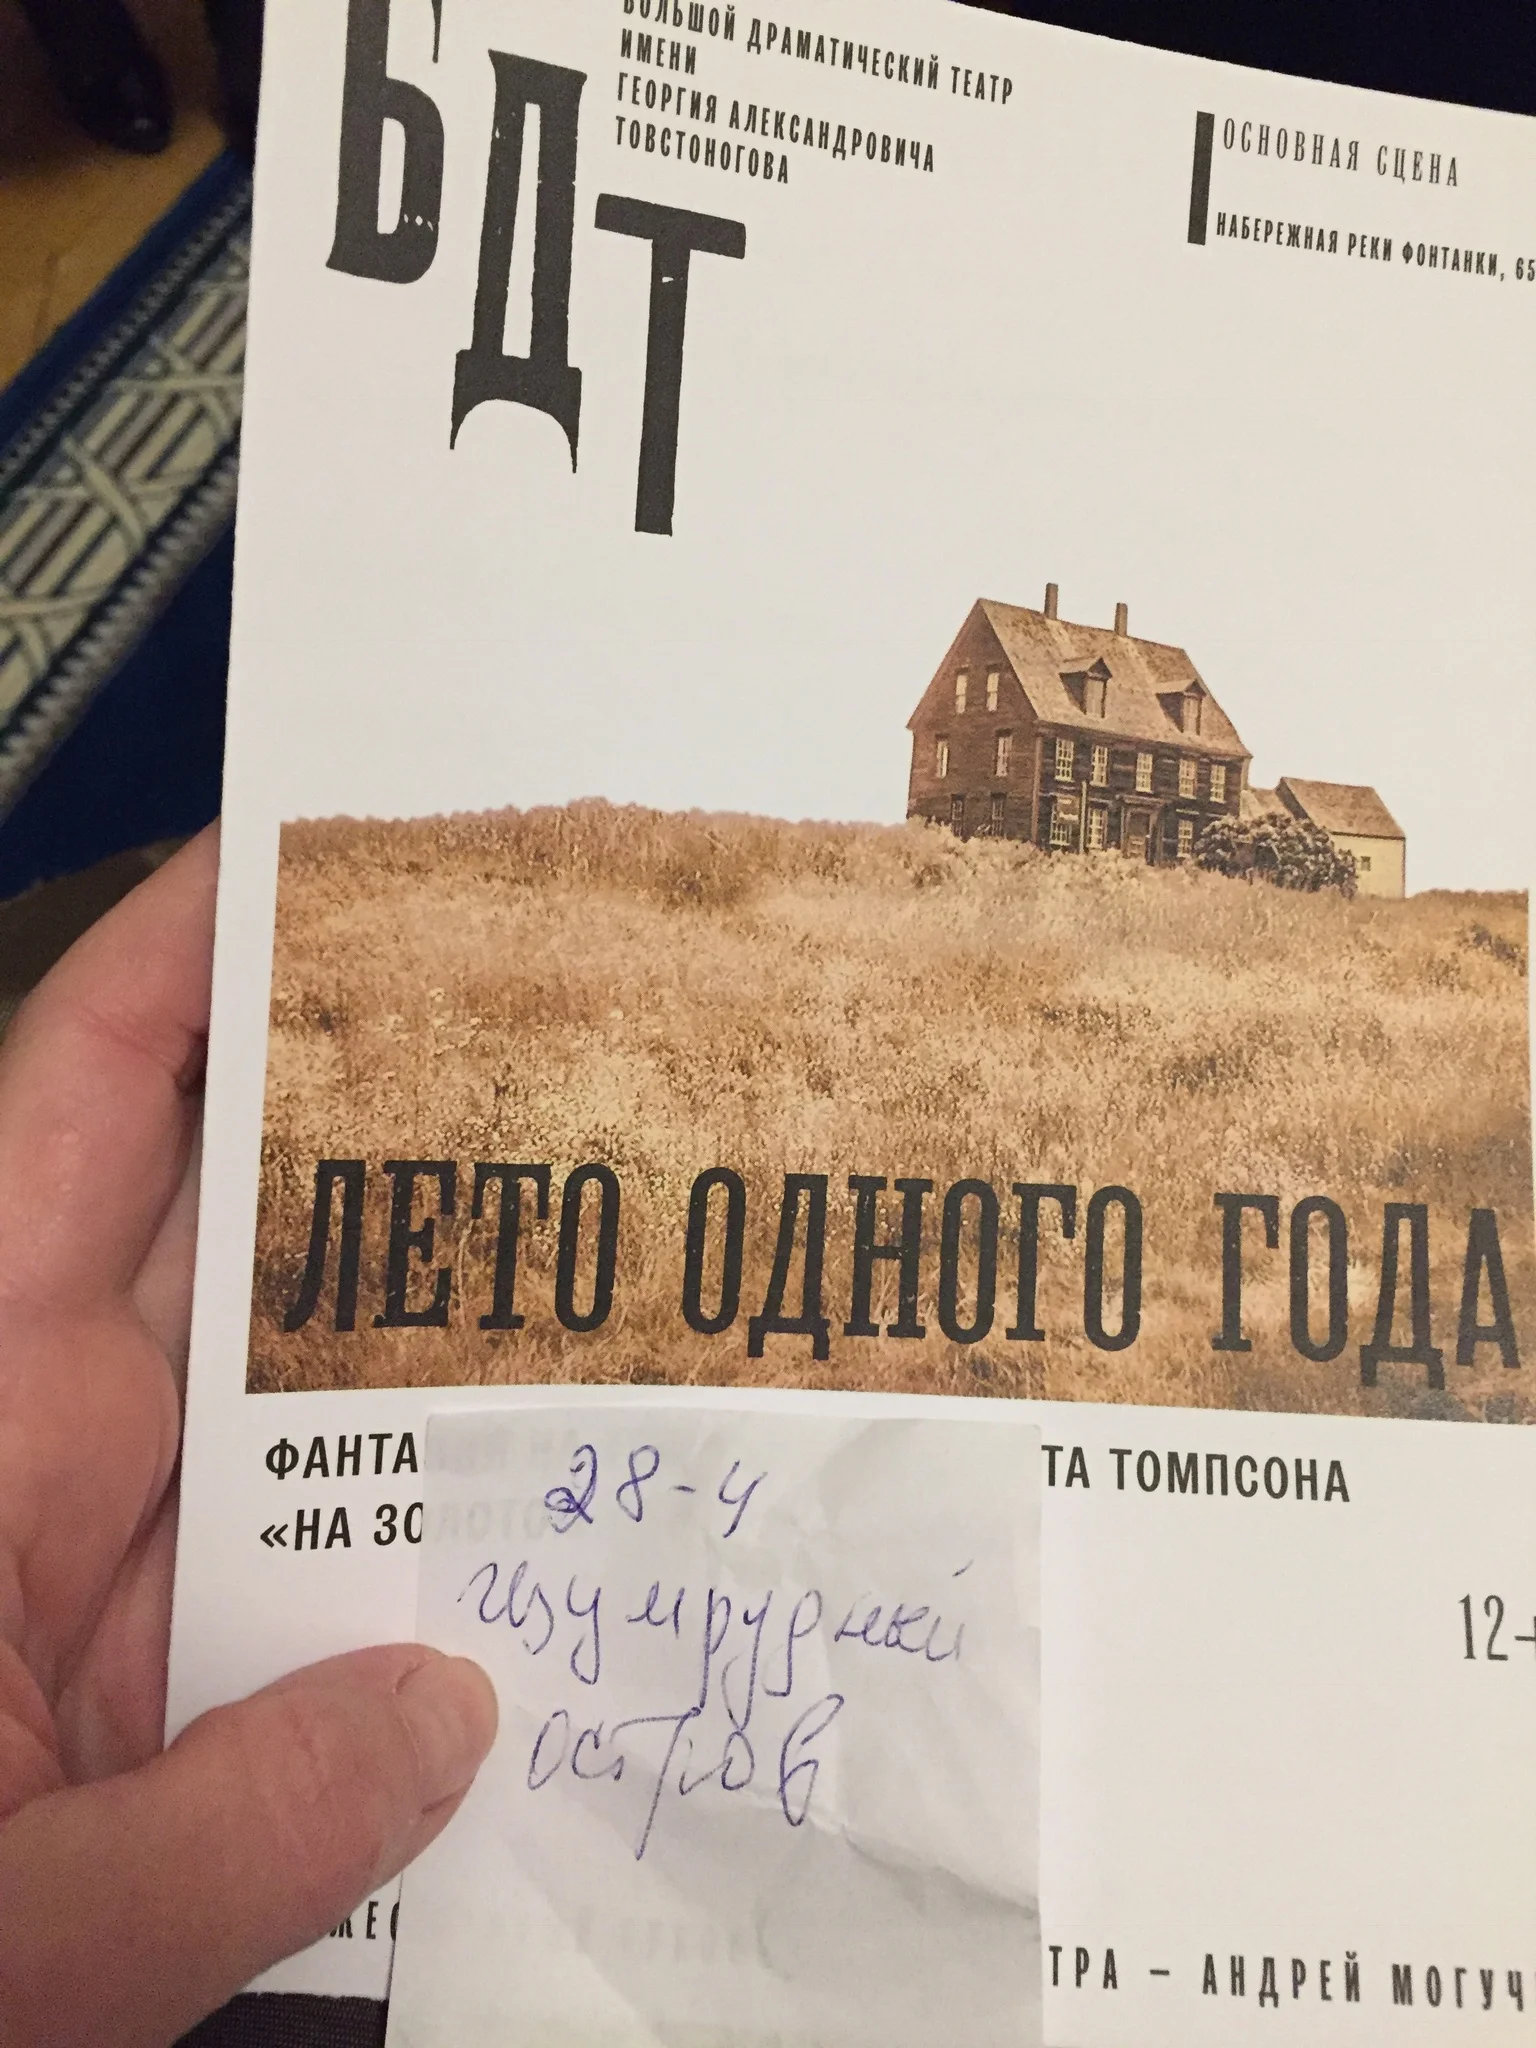 БДТ
БОЛЬШОЙ ДРАМАТИЧЕСКИЙ ТЕАТР
ИМЕНИ
ГЕОРГИЯ АЛЕКСАНДРОВИЧА
ТОВСТОНОГОВА
ОСНОВНАЯ СЦЕНА
НАБЕРЕЖНАЯ РЕКИ ФОНТАНКИ, 65
ЛЕТО ОДНОГО ГОДА
ФАНТА ТА ТОМПСОНА
«НА ЗО
28-4
изумрудный
остров
12+
ЖЕС ТРА – АНДРЕЙ МОГУЧ